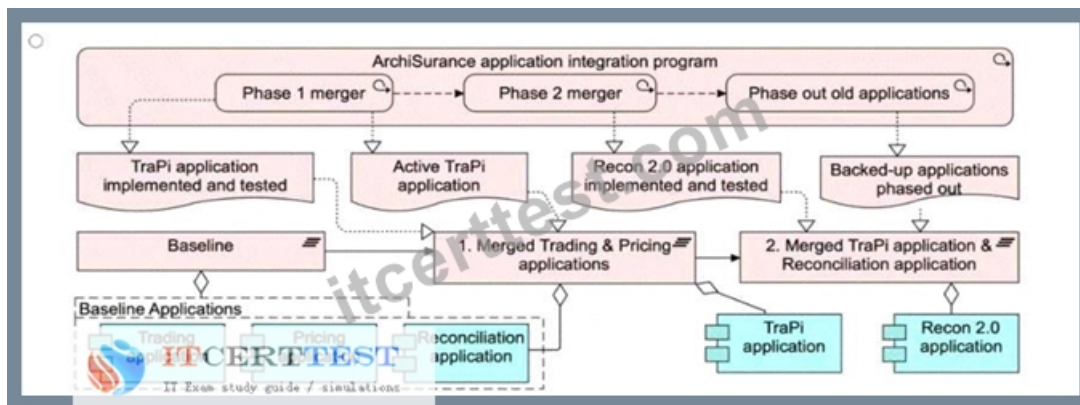 ArchiSurance application integration program
Phase 1 merger
Phase 2 merger
Phase out old applications
TraPi application
implemented and tested
Active TraPi
application
Recon 2.0 application
implemented and tested
Backed-up applications
phased out
Baseline
1. Merged Trading & Pricing
applications
2. Merged TraPi application &
Reconciliation application
Baseline Applications
Trading
Pricing
Reconciliation
application
TraPi
application
Recon 2.0
application
itcerttest.com
ITCERTTEST
IT Exam study guide / simulations